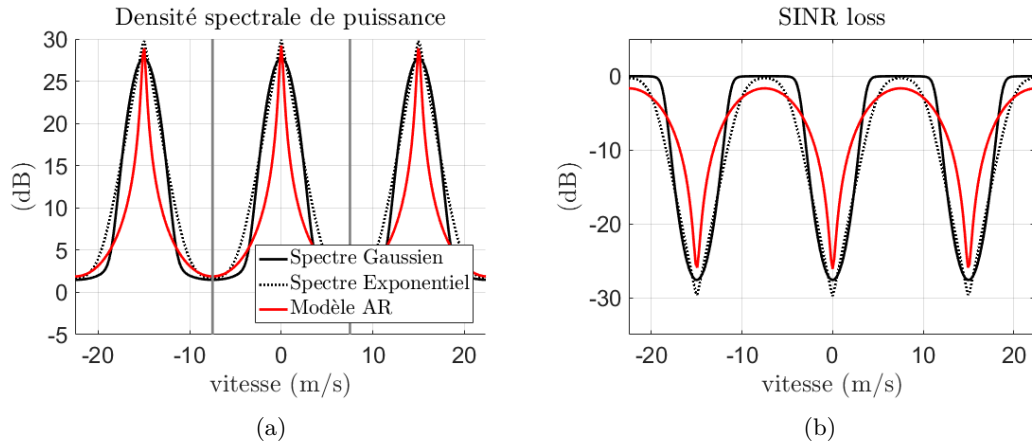 Densité spectrale de puissance
30
25
20
15
10
5
0
-5
(dB)
-20
-10
0
10
20
vitesse (m/s)
Spectre Gaussien
Spectre Exponentiel
Modèle AR
(a)
SINR loss
0
-10
-20
-30
(dB)
-20
-10
0
10
20
vitesse (m/s)
(b)